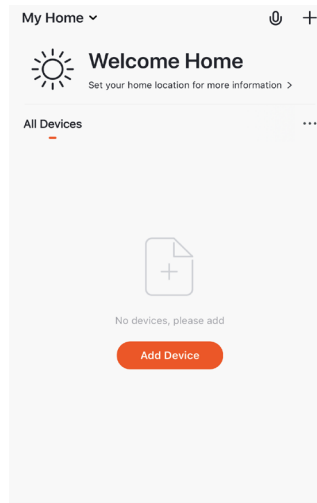 My Home
Welcome Home
Set your home location for more information >
All Devices
No devices, please add
Add Device